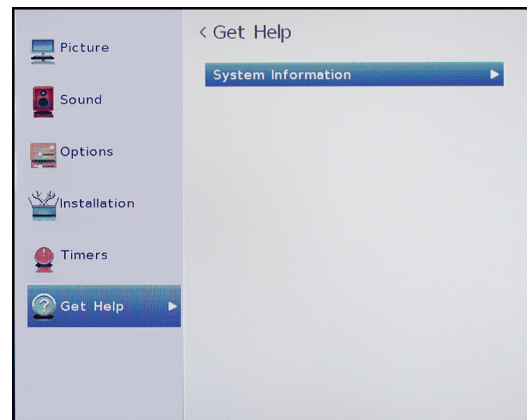 Picture
Sound
Options
Installation
Timers
Get Help
< Get Help
System Information